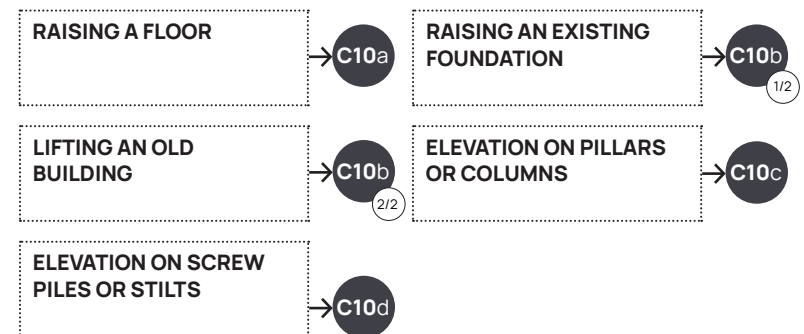 RAISING A FLOOR
C10a
RAISING AN EXISTING
FOUNDATION
C10b
1/2
LIFTING AN OLD
BUILDING
C10b
2/2
ELEVATION ON PILLARS
OR COLUMNS
C10c
ELEVATION ON SCREW
PILES OR STILTS
C10d